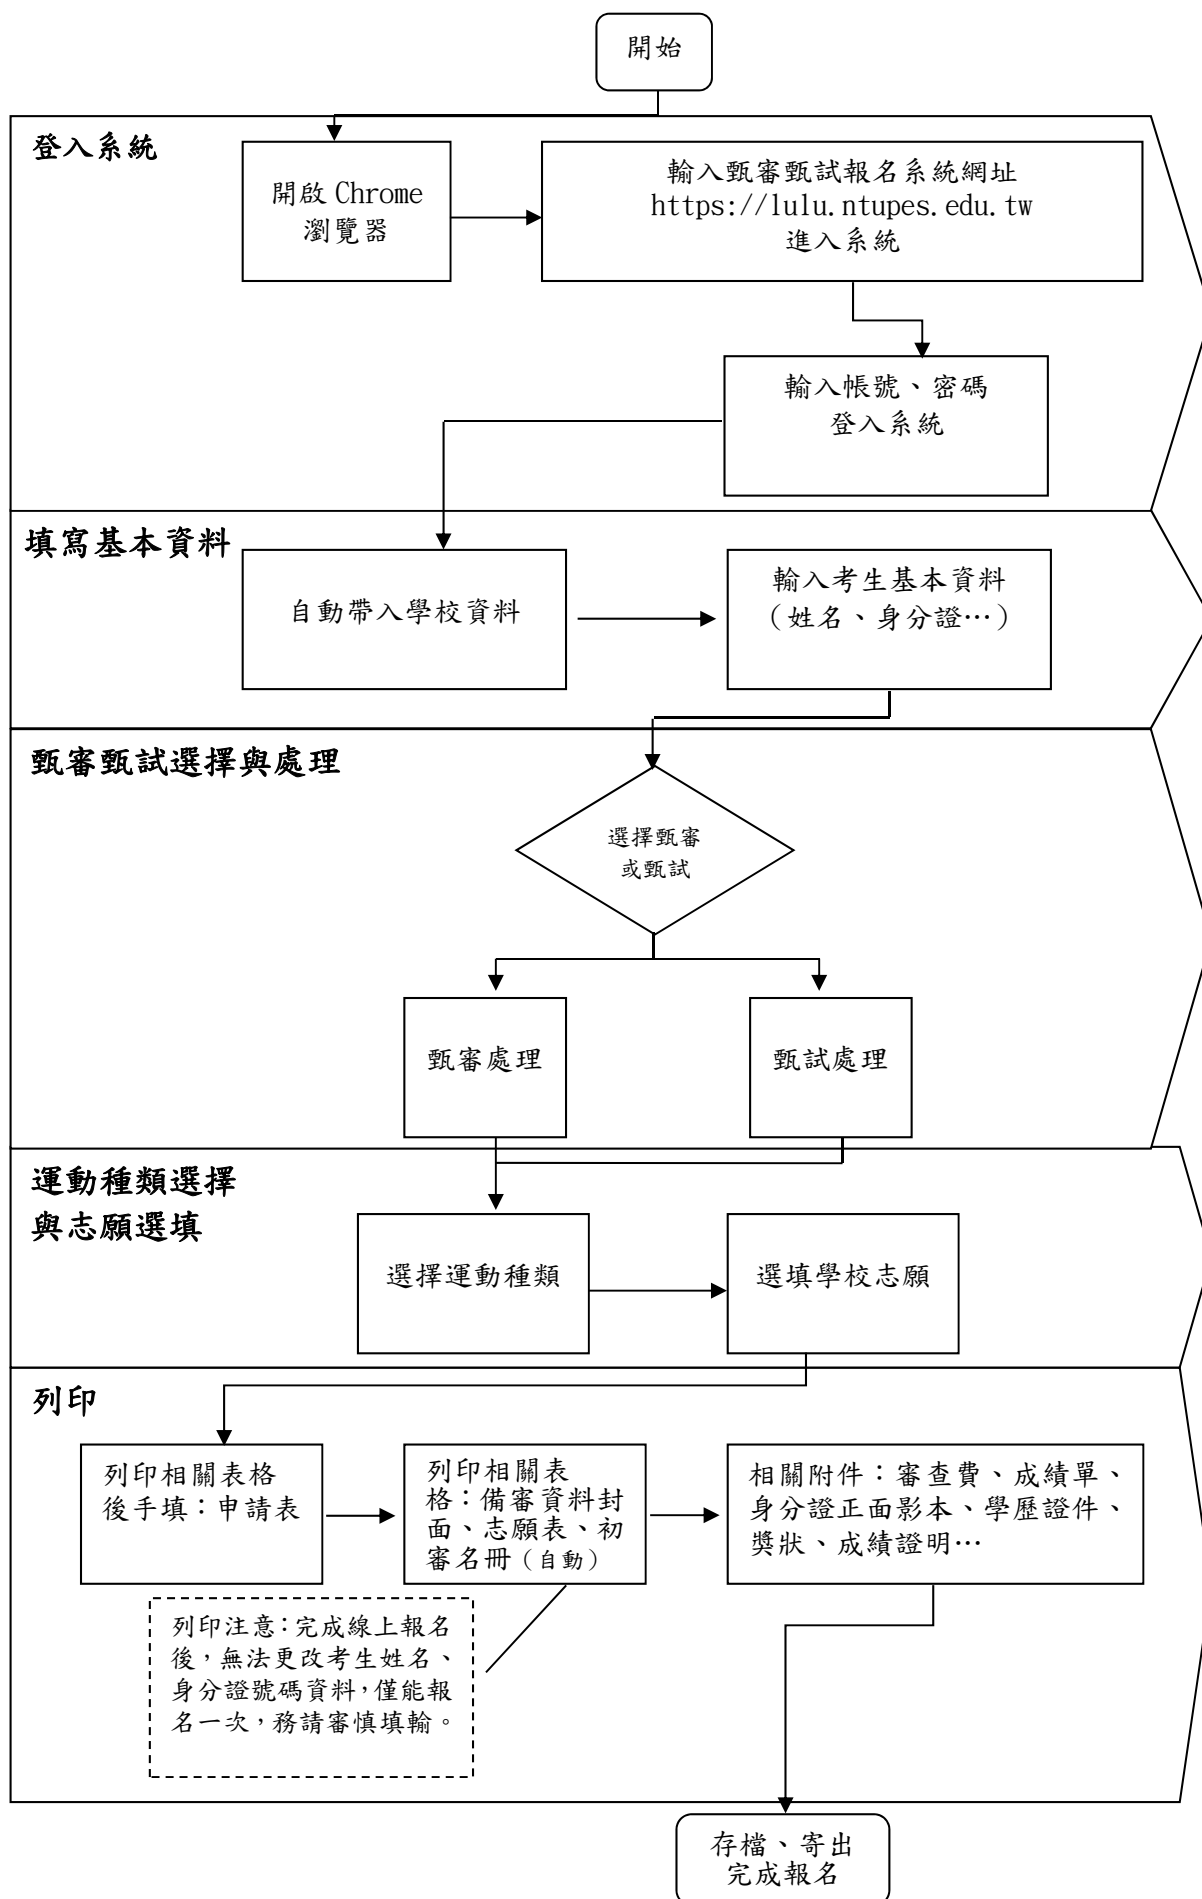 開始
登入系統
開啟 Chrome
瀏覽器
輸入甄審甄試報名系統網址
https://lulu.ntupes.edu.tw
進入系統
輸入帳號、密碼
登入系統
填寫基本資料
自動帶入學校資料
輸入考生基本資料
（姓名、身分證…）
甄審甄試選擇與處理
選擇甄審
或甄試
甄審處理
甄試處理
運動種類選擇
與志願選填
選擇運動種類
選填學校志願
列印
列印相關表格
後手填：申請表
列印相關表
格：備審資料封
面、志願表、初
審名冊（自動）
相關附件：審查費、成績單、
身分證正面影本、學歷證件、
獎狀、成績證明…
列印注意：完成線上報名
後，無法更改考生姓名、
身分證號碼資料，僅能報
名一次，務請審慎填輸。
存檔、寄出
完成報名